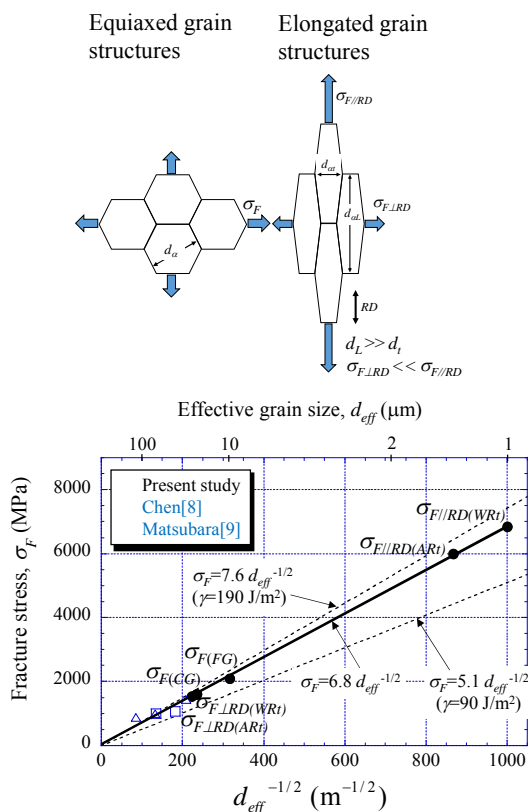 Equiaxed grain
structures
Elongated grain
structures
σF//RD
dαt
σF
dα
dαL
σF⊥RD
RD
dL >> dt
σF⊥RD << σF//RD
Effective grain size, deff (μm)
100 10 2 1
Fracture stress, σF (MPa)
8000
6000
4000
2000
0
Present study
Chen[8]
Matsubara[9]
σF//RD(WRt)
σF//RD(ARt)
σF=7.6 deff^-1/2
(γ=190 J/m²)
σF(FG)
σF(CG)
σF=6.8 deff^-1/2
σF=5.1 deff^-1/2
(γ=90 J/m²)
σF⊥RD(WRt)
σF⊥RD(ARt)
0 200 400 600 800 1000
deff^-1/2 (m^-1/2)